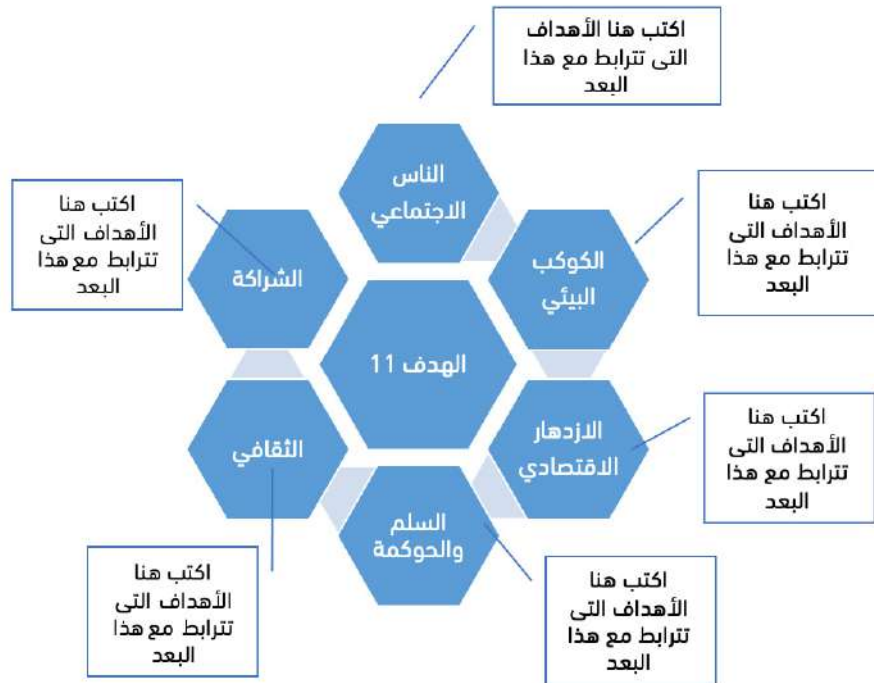 اكتب هنا الأهداف
التى تترابط مع هذا
البعد
الناس
الاجتماعي
اكتب هنا
الأهداف التى
تترابط مع هذا
البعد
الكوكب
البيئي
اكتب هنا
الأهداف التى
تترابط مع هذا
البعد
الشراكة
الهدف 11
الازدهار
الاقتصادي
اكتب هنا
الأهداف التى
تترابط مع هذا
البعد
الثقافي
السلم
والحوكمة
اكتب هنا
الأهداف التى
تترابط مع هذا
البعد
اكتب هنا
الأهداف التى
تترابط مع هذا
البعد